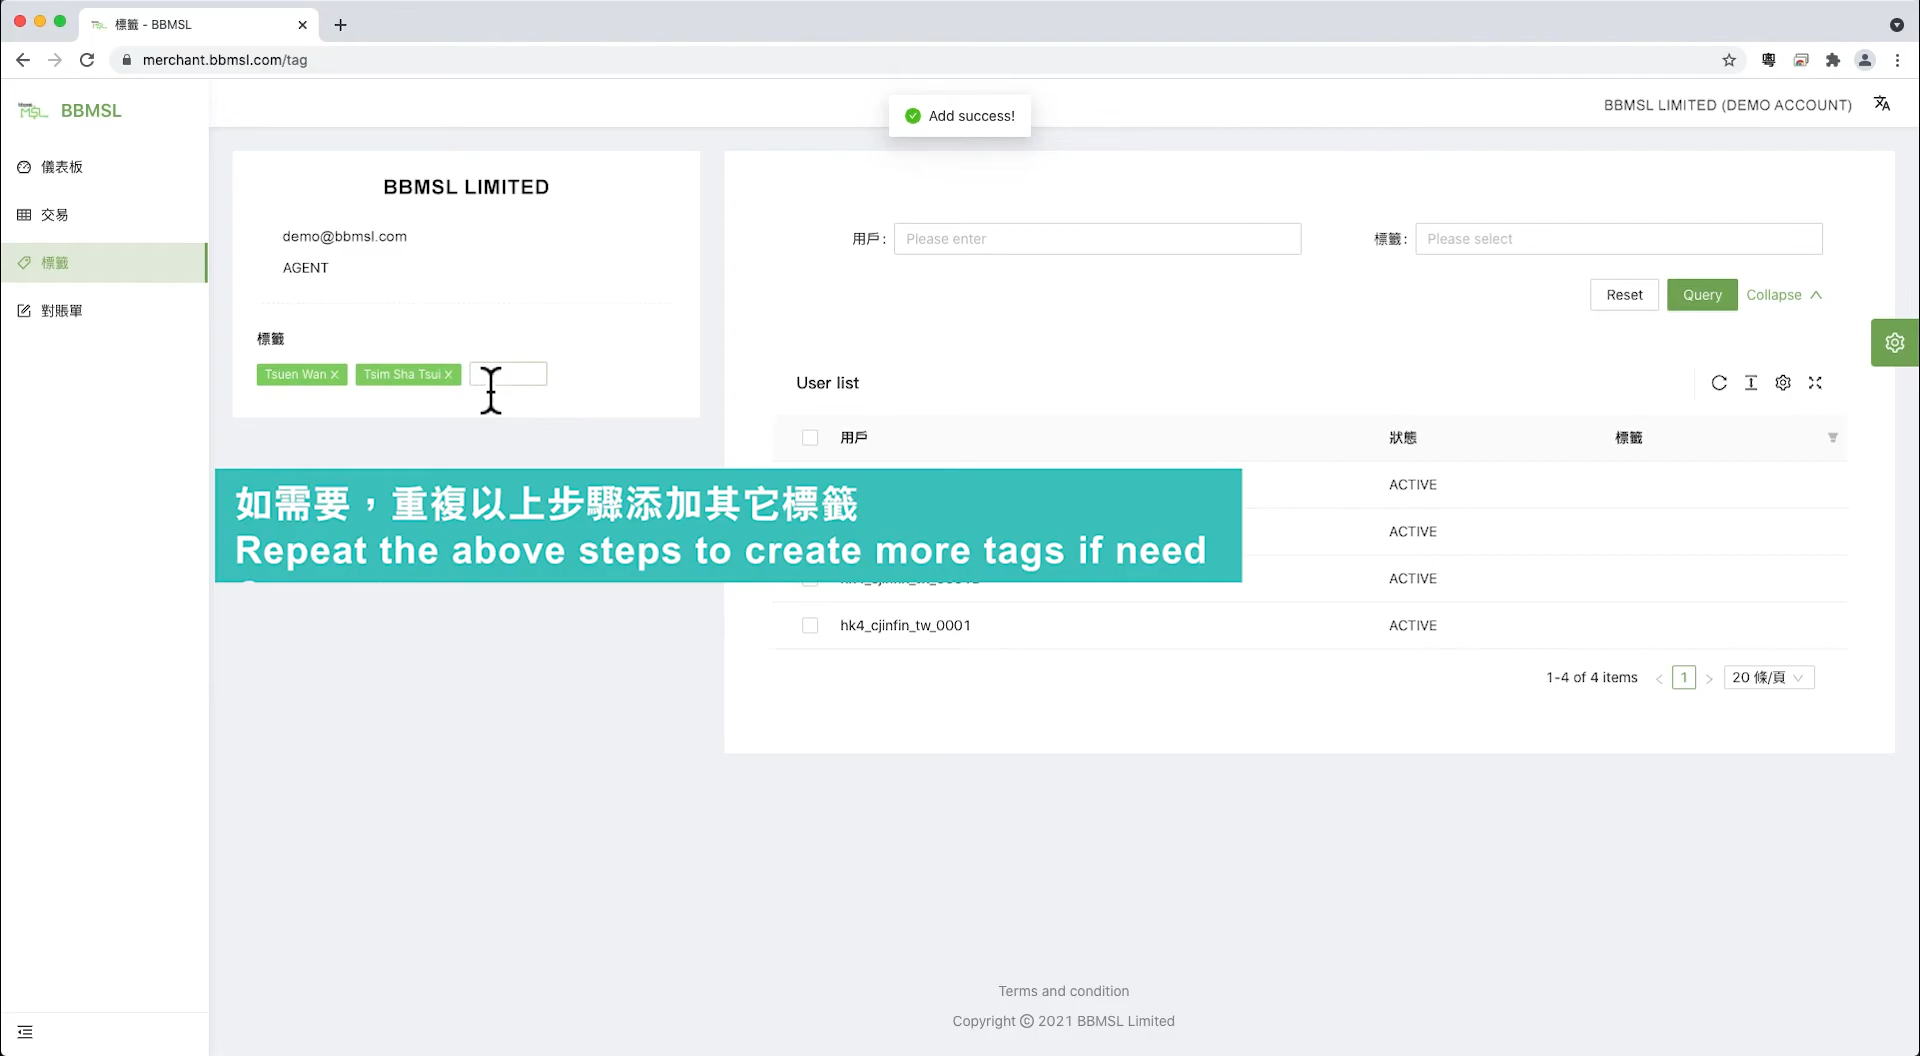 標籤 - BBMSL
merchant.bbmsl.com/tag
BBMSL
BBMSL LIMITED (DEMO ACCOUNT)
Add success!
儀表板
交易
標籤
對賬單
BBMSL LIMITED
demo@bbmsl.com
AGENT
標籤
Tsuen Wan
Tsim Sha Tsui
用戶 : Please enter
標籤 : Please select
Reset Query Collapse
User list
用戶 狀態 標籤
ACTIVE
ACTIVE
ACTIVE
hk4_cjinfin_tw_0001 ACTIVE
如需要，重複以上步驟添加其它標籤
Repeat the above steps to create more tags if need
1-4 of 4 items < 1 > 20 條/頁
Terms and condition
Copyright © 2021 BBMSL Limited